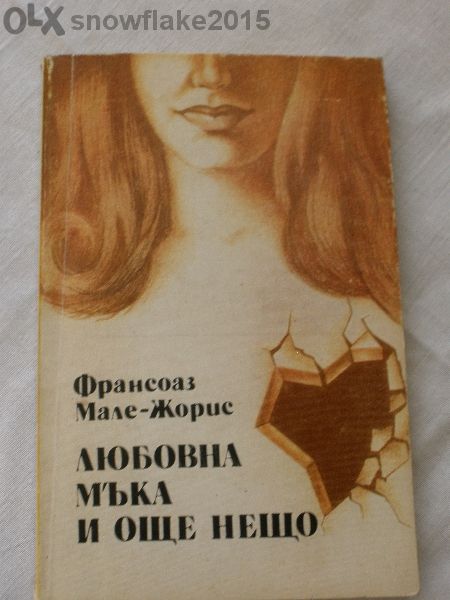 OLX snowflake2015
Франсоаз
Мале-Жорис
ЛЮБОВНА
МЪКА
И ОЩЕ НЕЩО